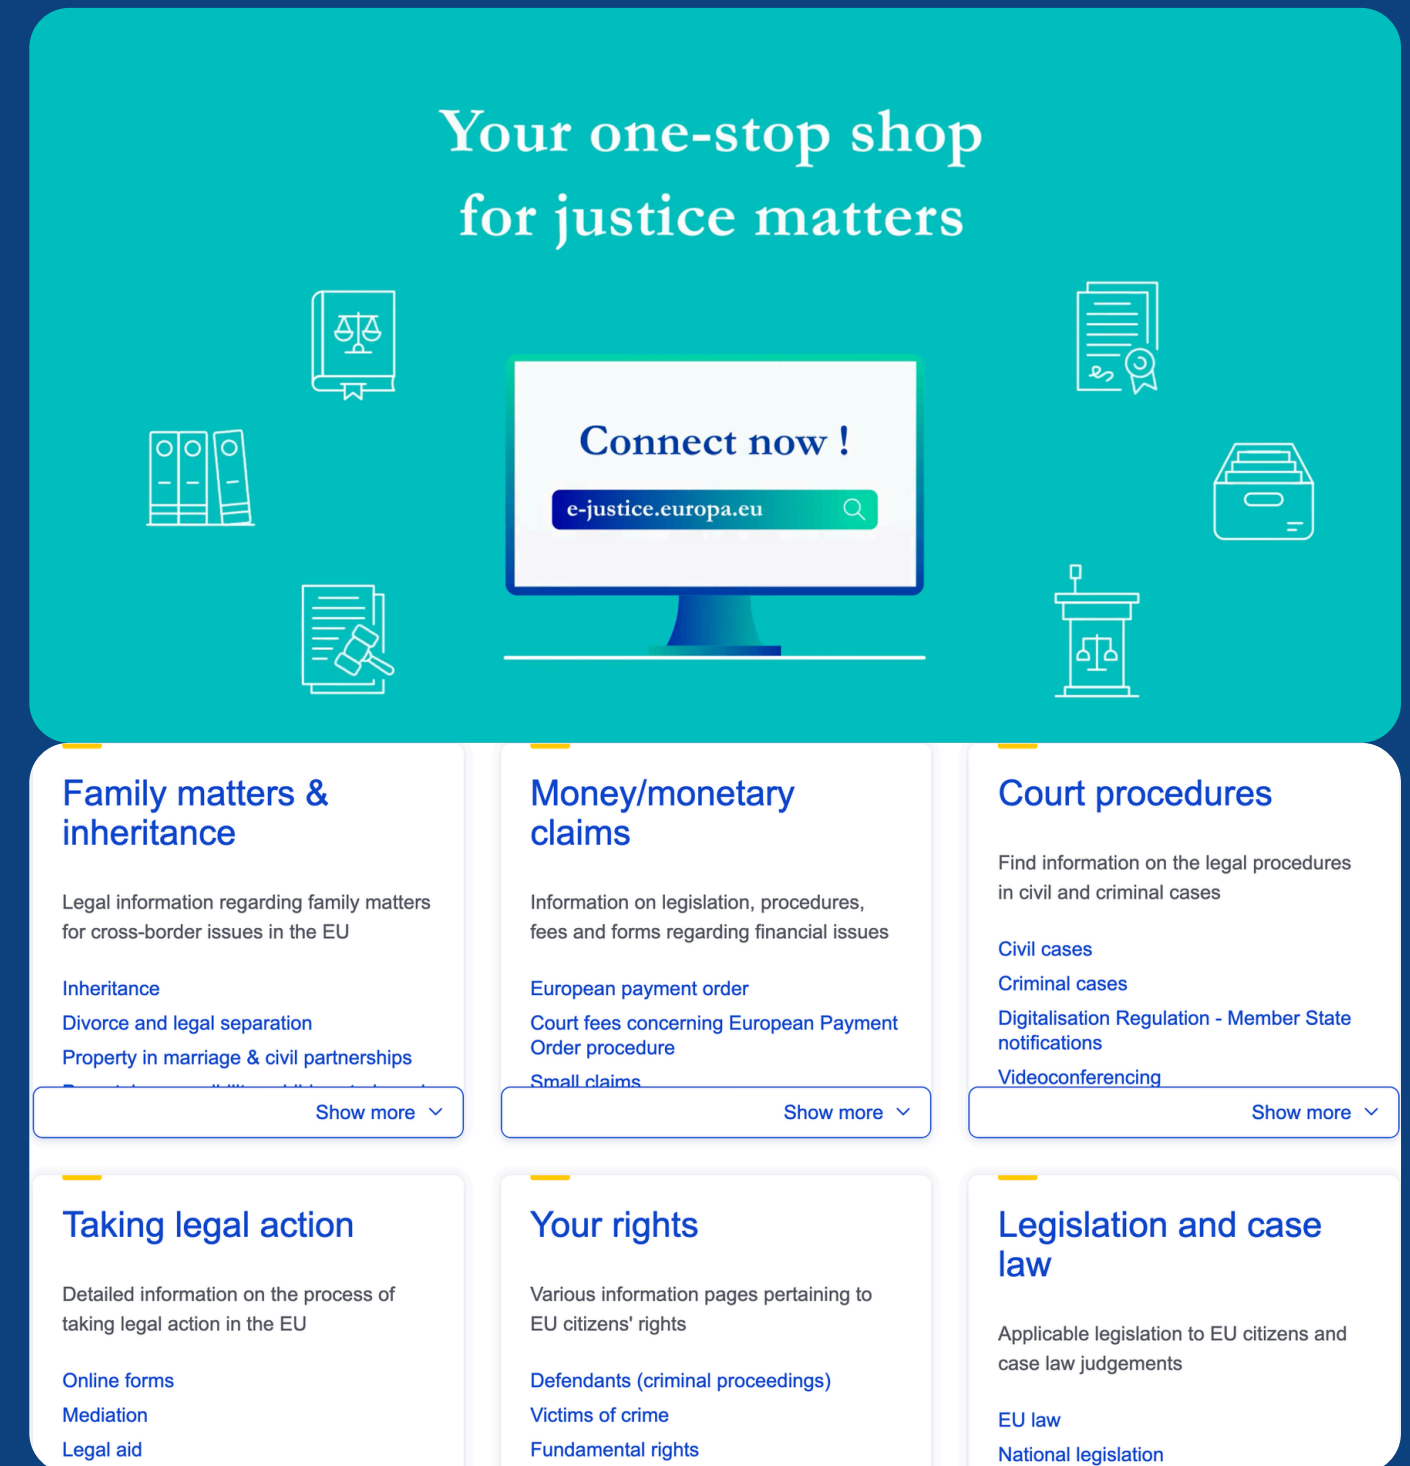 Your one-stop shop
for justice matters
Connect now !
e-justice.europa.eu
Family matters &
inheritance
Legal information regarding family matters
for cross-border issues in the EU
Inheritance
Divorce and legal separation
Property in marriage & civil partnerships
Show more
Money/monetary
claims
Information on legislation, procedures,
fees and forms regarding financial issues
European payment order
Court fees concerning European Payment
Order procedure
Small claims
Show more
Court procedures
Find information on the legal procedures
in civil and criminal cases
Civil cases
Criminal cases
Digitalisation Regulation - Member State
notifications
Videoconferencing
Show more
Taking legal action
Detailed information on the process of
taking legal action in the EU
Online forms
Mediation
Legal aid
Your rights
Various information pages pertaining to
EU citizens' rights
Defendants (criminal proceedings)
Victims of crime
Fundamental rights
Legislation and case
law
Applicable legislation to EU citizens and
case law judgements
EU law
National legislation